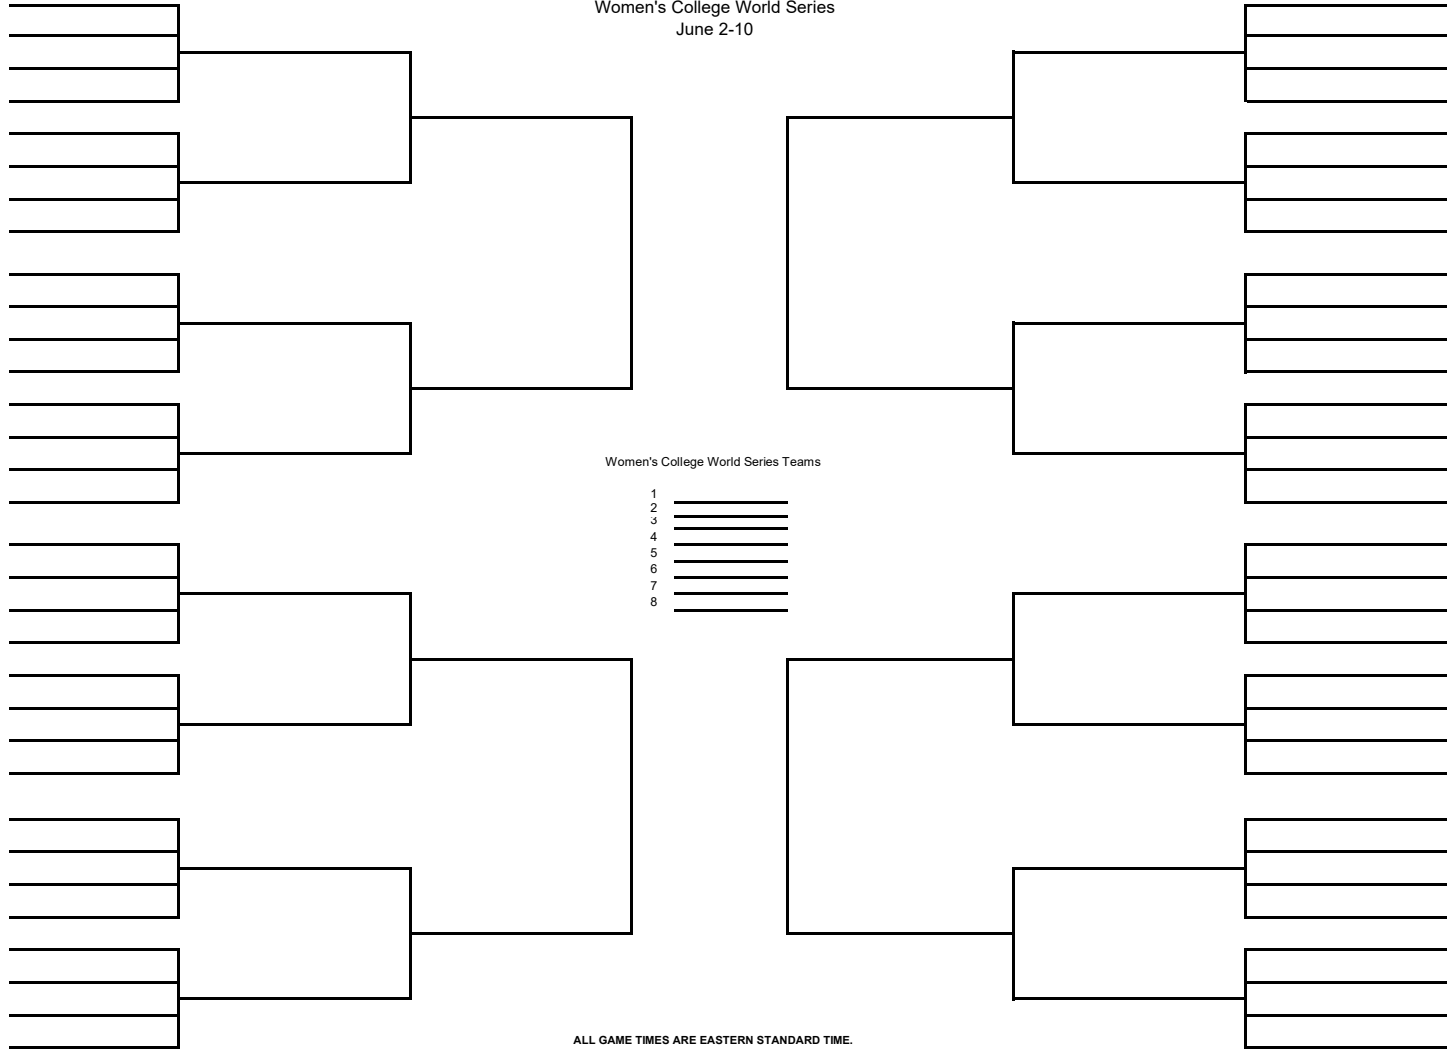 Women's College World Series
June 2-10
Women's College World Series Teams
1
2
3
4
5
6
7
8
ALL GAME TIMES ARE EASTERN STANDARD TIME.